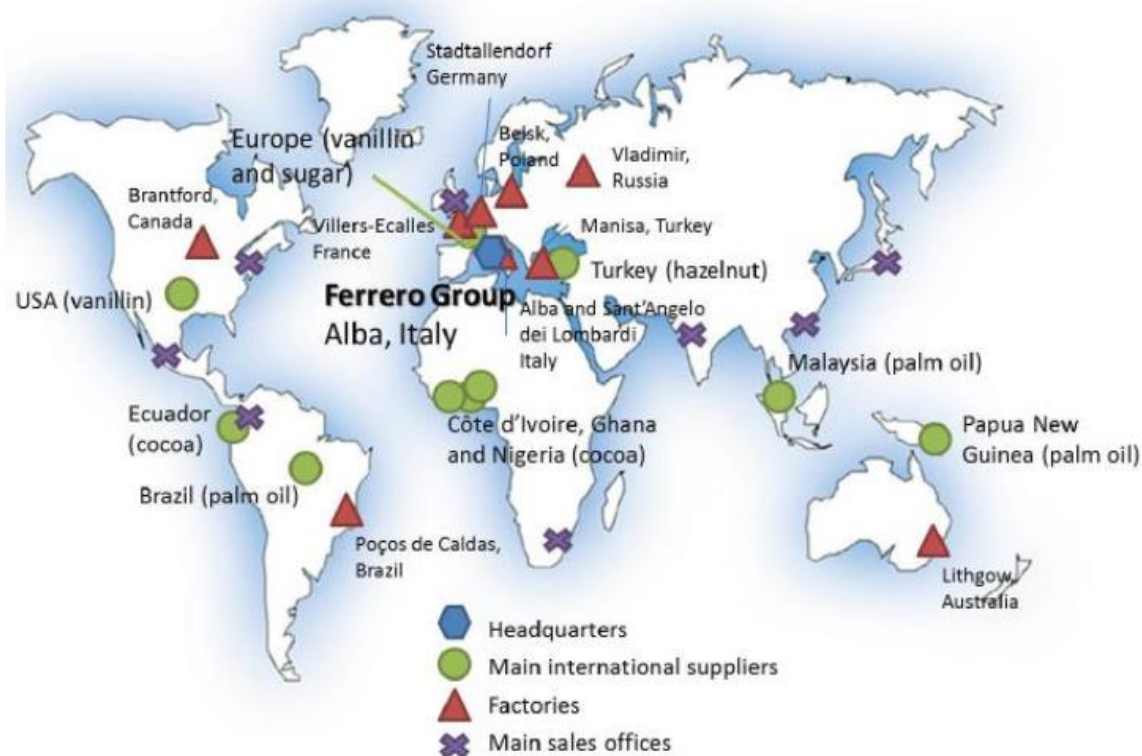 Stadtallendorf
Germany
Europe (vanillin
and sugar)
Belsk,
Poland
Vladimir,
Russia
Brantford,
Canada
Villers-Ecalles
France
Manisa, Turkey
USA (vanillin)
Turkey (hazelnut)
Ferrero Group
Alba, Italy
Alba and Sant'Angelo
dei Lombardi
Italy
Malaysia (palm oil)
Ecuador
(cocoa)
Côte d'Ivoire, Ghana
and Nigeria (cocoa)
Papua New
Guinea (palm oil)
Brazil (palm oil)
Poços de Caldas,
Brazil
Lithgow,
Australia
Headquarters
Main international suppliers
Factories
Main sales offices